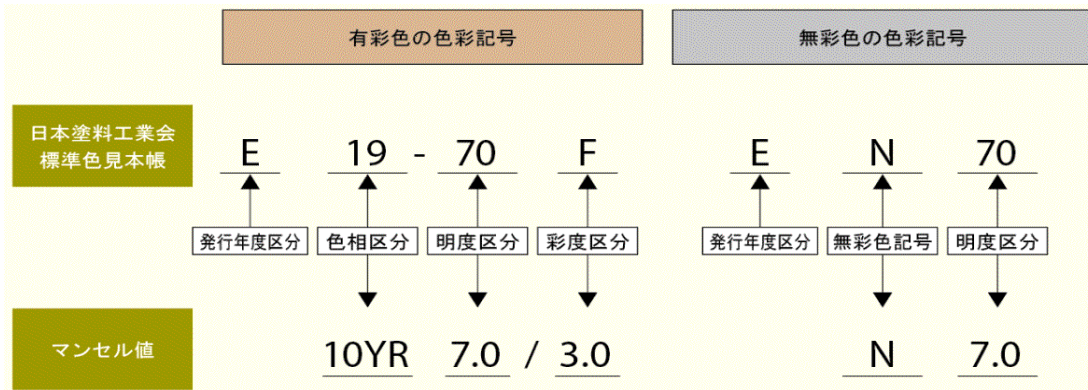 有彩色の色彩記号
無彩色の色彩記号
日本塗料工業会
標準色見本帳
E 19 - 70 F
E N 70
発行年度区分 色相区分 明度区分 彩度区分
発行年度区分 無彩色記号 明度区分
マンセル値
10YR 7.0 / 3.0
N 7.0